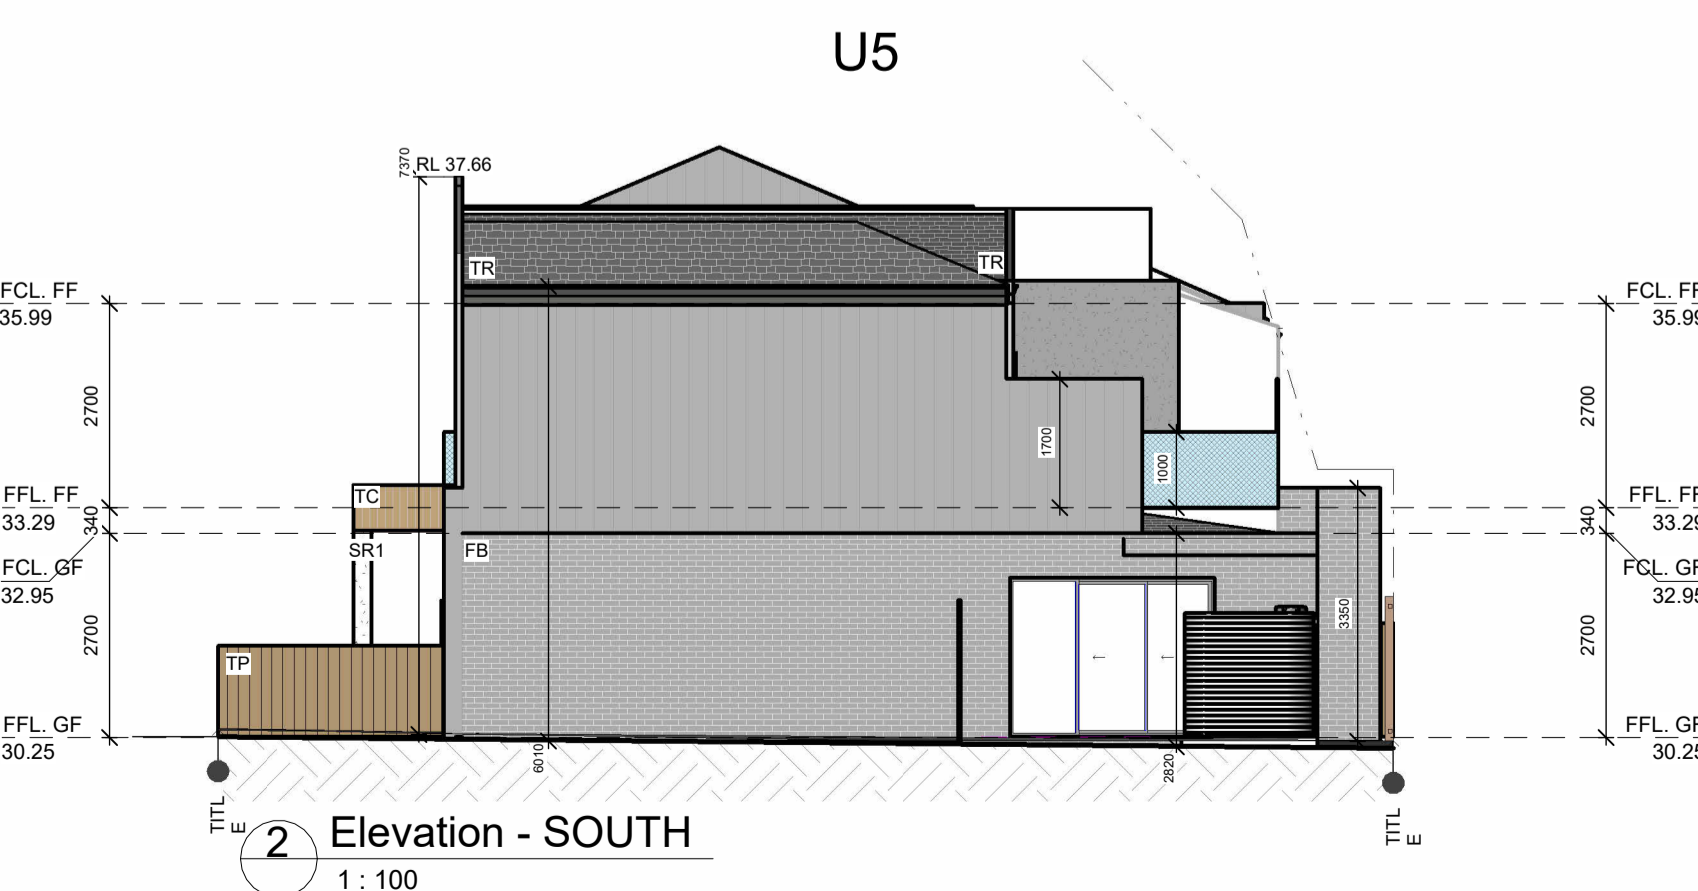 U5
7370
RL 37.66
TR
TR
FCL. FF
35.99
FCL. FF
35.99
2700
1700
1000
2700
FFL. FF
33.29
TC
FFL. FF
33.29
340
340
SR1
FB
FCL. GF
32.95
FCL. GF
32.95
2700
3350
2700
TP
FFL. GF
30.25
FFL. GF
30.25
6010
2820
TITL
E
TITL
E
2
Elevation - SOUTH
1 : 100